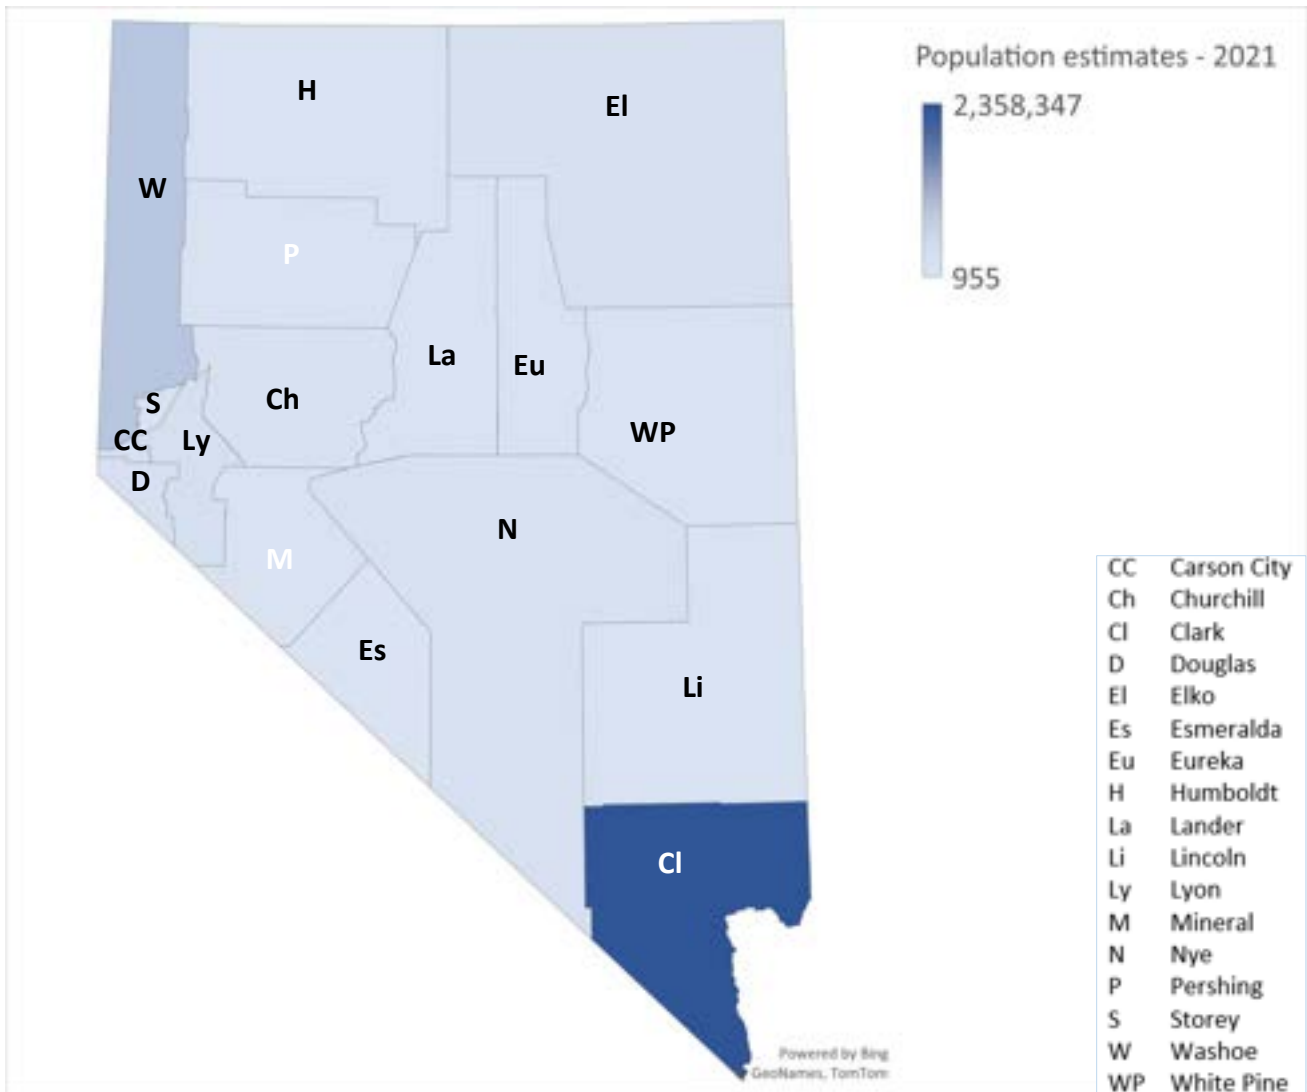 Population estimates - 2021
2,358,347
955
H
El
W
P
La
Eu
S
Ch
CC
Ly
WP
D
N
M
Es
Li
Cl
CC Carson City
Ch Churchill
Cl Clark
D Douglas
El Elko
Es Esmeralda
Eu Eureka
H Humboldt
La Lander
Li Lincoln
Ly Lyon
M Mineral
N Nye
P Pershing
S Storey
W Washoe
WP White Pine
Powered by Bing
GeoNames, TomTom